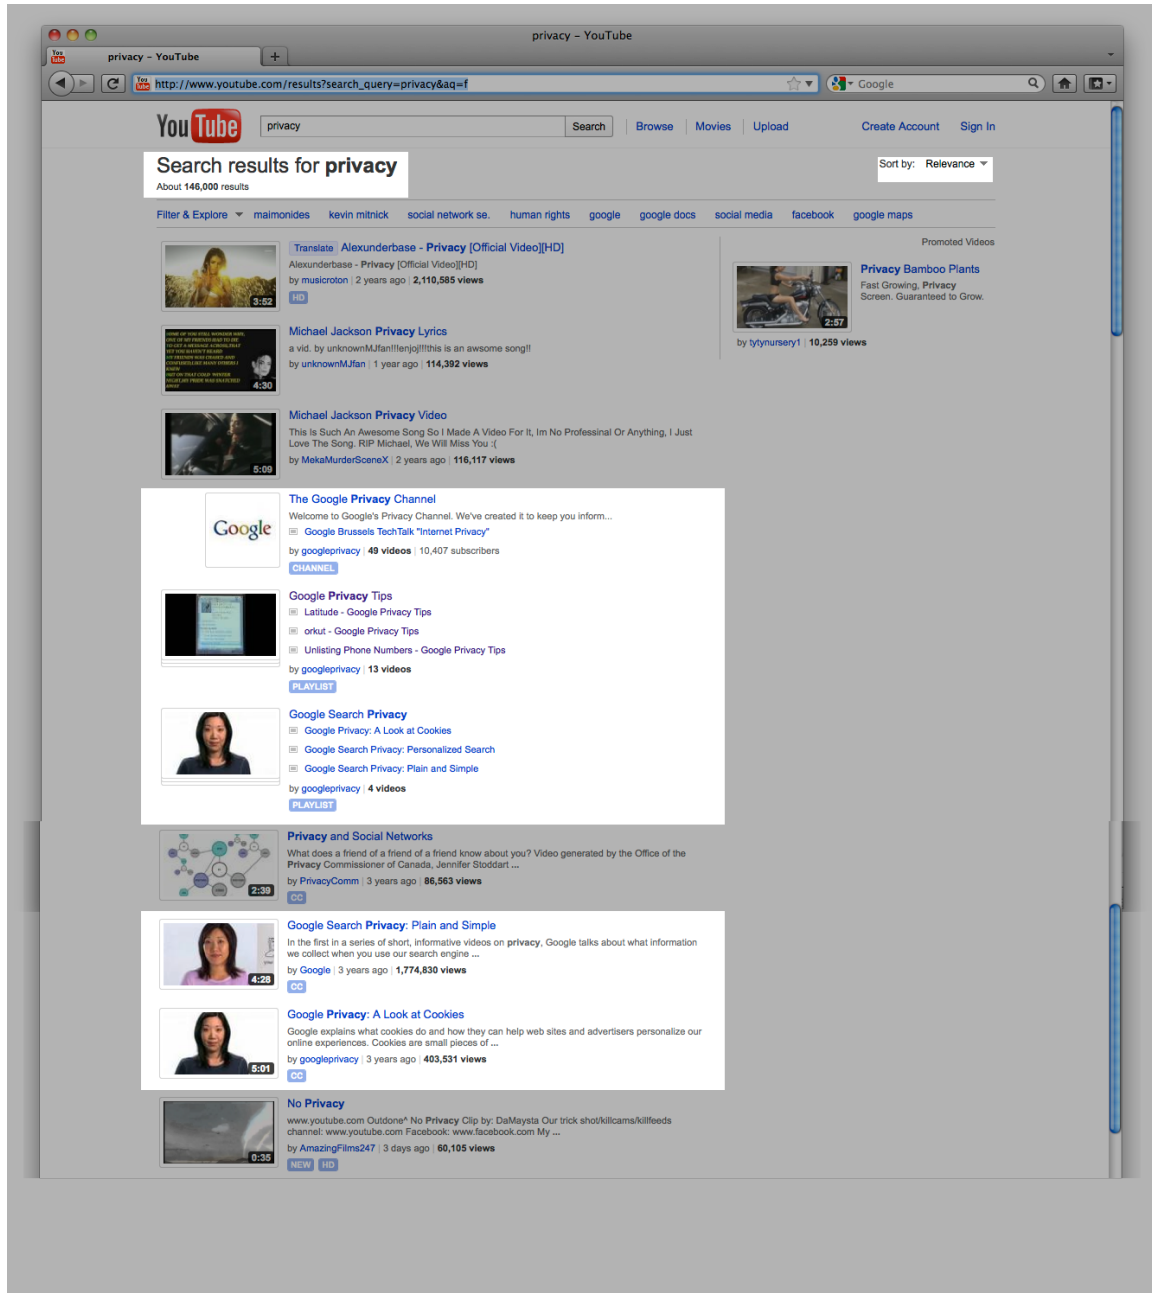 privacy – YouTube
You Tube
privacy – YouTube
+
You Tube
http://www.youtube.com/results?search_query=privacy&aq=f
Google
You Tube
privacy
Search
Browse
Movies
Upload
Create Account
Sign In
Search results for privacy
About 146,000 results
Sort by: Relevance
Filter & Explore
maimonides
kevin mitnick
social network se.
human rights
google
google docs
social media
facebook
google maps
3:52
Translate Alexunderbase - Privacy [Official Video][HD]
Alexunderbase - Privacy [Official Video][HD]
by musicroton | 2 years ago | 2,110,585 views
HD
Promoted Videos
2:57
Privacy Bamboo Plants
Fast Growing, Privacy
Screen. Guaranteed to Grow.
by tytynursery1 | 10,259 views
4:30
Michael Jackson Privacy Lyrics
a vid. by unknownMJfan!!!enjoj!!!this is an awsome song!!
by unknownMJfan | 1 year ago | 114,392 views
5:09
Michael Jackson Privacy Video
This Is Such An Awesome Song So I Made A Video For It, Im No Professinal Or Anything, I Just
Love The Song. RIP Michael, We Will Miss You :(
by MekaMurderSceneX | 2 years ago | 116,117 views
Google
The Google Privacy Channel
Welcome to Google's Privacy Channel. We've created it to keep you inform...
Google Brussels TechTalk "Internet Privacy"
by googleprivacy | 49 videos | 10,407 subscribers
CHANNEL
Google Privacy Tips
Latitude - Google Privacy Tips
orkut - Google Privacy Tips
Unlisting Phone Numbers - Google Privacy Tips
by googleprivacy | 13 videos
PLAYLIST
Google Search Privacy
Google Privacy: A Look at Cookies
Google Search Privacy: Personalized Search
Google Search Privacy: Plain and Simple
by googleprivacy | 4 videos
PLAYLIST
2:39
Privacy and Social Networks
What does a friend of a friend of a friend know about you? Video generated by the Office of the
Privacy Commissioner of Canada, Jennifer Stoddart ...
by PrivacyComm | 3 years ago | 86,563 views
CC
4:28
Google Search Privacy: Plain and Simple
In the first in a series of short, informative videos on privacy, Google talks about what information
we collect when you use our search engine ...
by Google | 3 years ago | 1,774,830 views
CC
5:01
Google Privacy: A Look at Cookies
Google explains what cookies do and how they can help web sites and advertisers personalize our
online experiences. Cookies are small pieces of ...
by googleprivacy | 3 years ago | 403,531 views
CC
0:35
No Privacy
www.youtube.com Outdone^ No Privacy Clip by: DaMaysta Our trick shot/killcams/killfeeds
channel: www.youtube.com Facebook: www.facebook.com My ...
by AmazingFilms247 | 3 days ago | 60,105 views
NEW HD